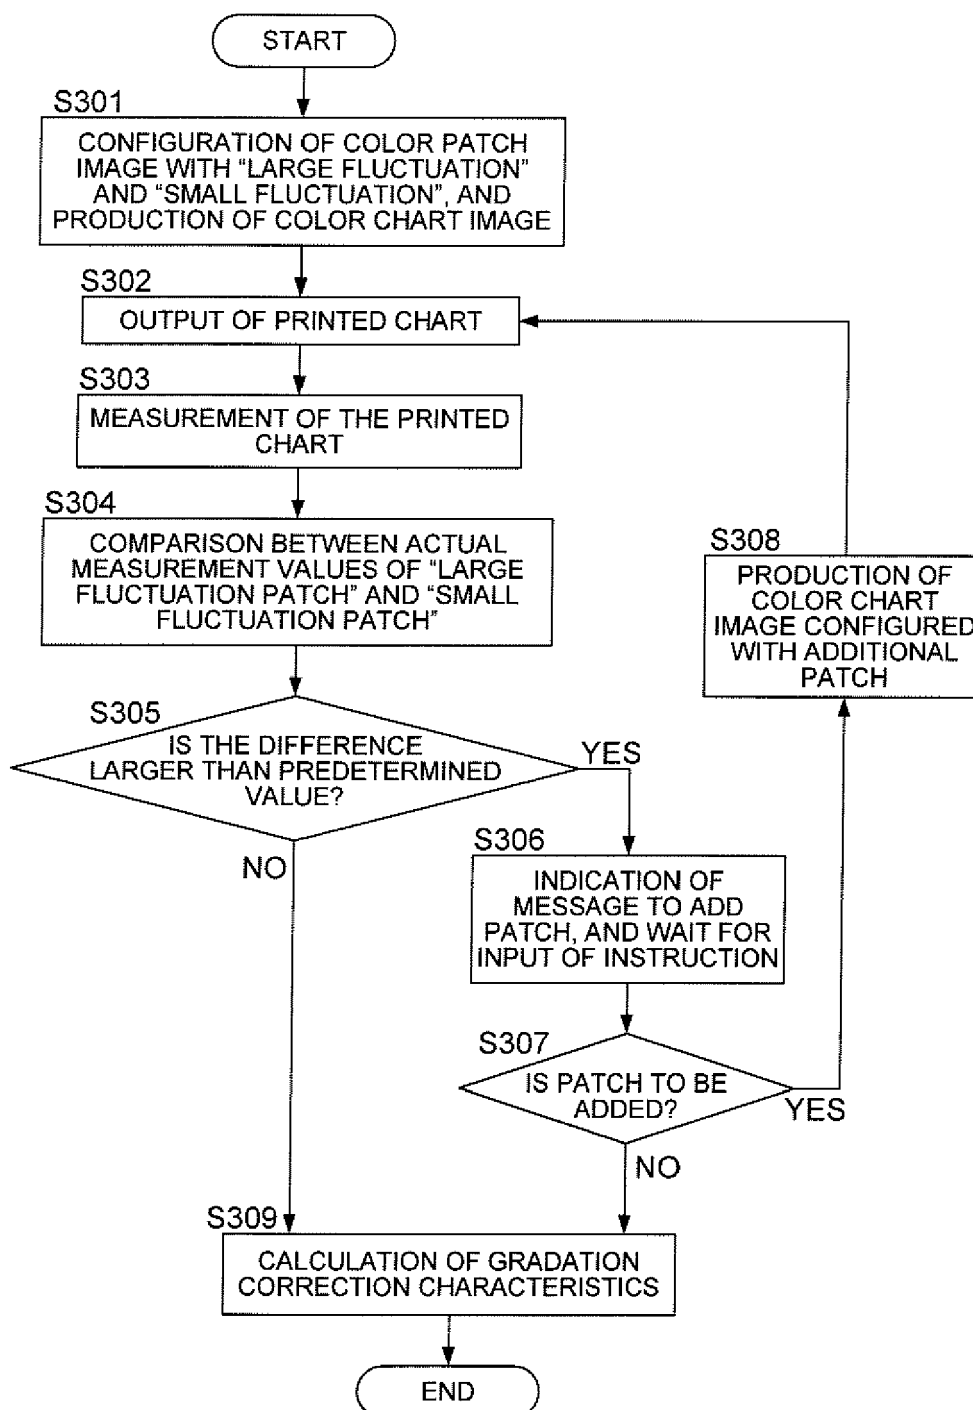 START
S301
CONFIGURATION OF COLOR PATCH
IMAGE WITH “LARGE FLUCTUATION”
AND “SMALL FLUCTUATION”, AND
PRODUCTION OF COLOR CHART IMAGE
S302
OUTPUT OF PRINTED CHART
S303
MEASUREMENT OF THE PRINTED
CHART
S304
COMPARISON BETWEEN ACTUAL
MEASUREMENT VALUES OF “LARGE
FLUCTUATION PATCH” AND “SMALL
FLUCTUATION PATCH”
S308
PRODUCTION OF
COLOR CHART
IMAGE CONFIGURED
WITH ADDITIONAL
PATCH
S305
IS THE DIFFERENCE
LARGER THAN PREDETERMINED
VALUE?
YES
NO
S306
INDICATION OF
MESSAGE TO ADD
PATCH, AND WAIT FOR
INPUT OF INSTRUCTION
S307
IS PATCH TO BE
ADDED?
YES
NO
S309
CALCULATION OF GRADATION
CORRECTION CHARACTERISTICS
END